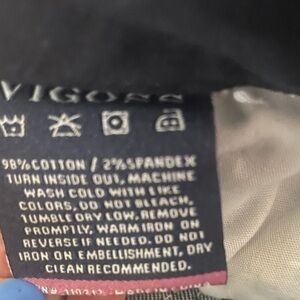 VIGOSS
98% COTTON / 2% SPANDEX
TURN INSIDE OUT, MACHINE
WASH COLD WITH LIKE
COLORS, DO NOT BLEACH,
TUMBLE DRY LOW, REMOVE
PROMPTLY, WARM IRON ON
REVERSE IF NEEDED. DO NOT
IRON ON EMBELLISHMENT, DRY
CLEAN RECOMMENDED.